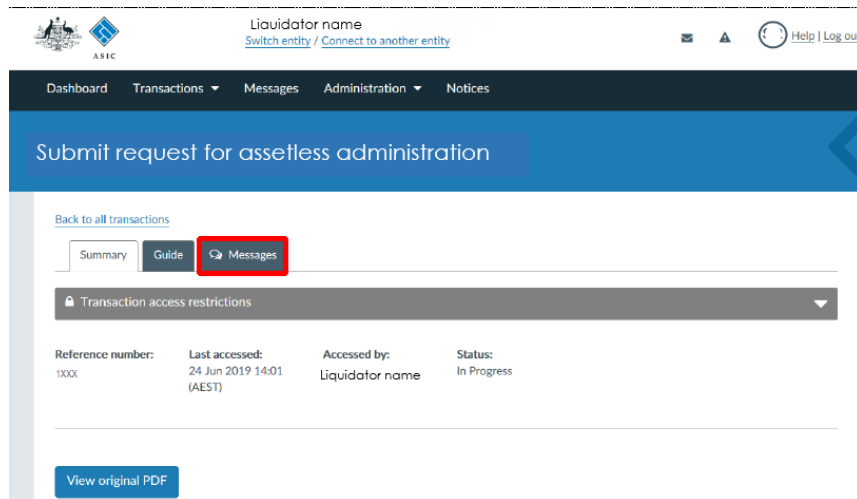 Liauidator name
Switch entity / Connect to another entity
Help | Log ou
ASIC
Dashboard Transactions Messages Administration Notices
Submit request for assetless administration
Back to all transactions
Summary Guide Messages
Transaction access restrictions
Reference number: Last accessed: Accessed by: Status:
1XXX 24 Jun 2019 14:01 Liquidator name In Progress
(AEST)
View original PDF